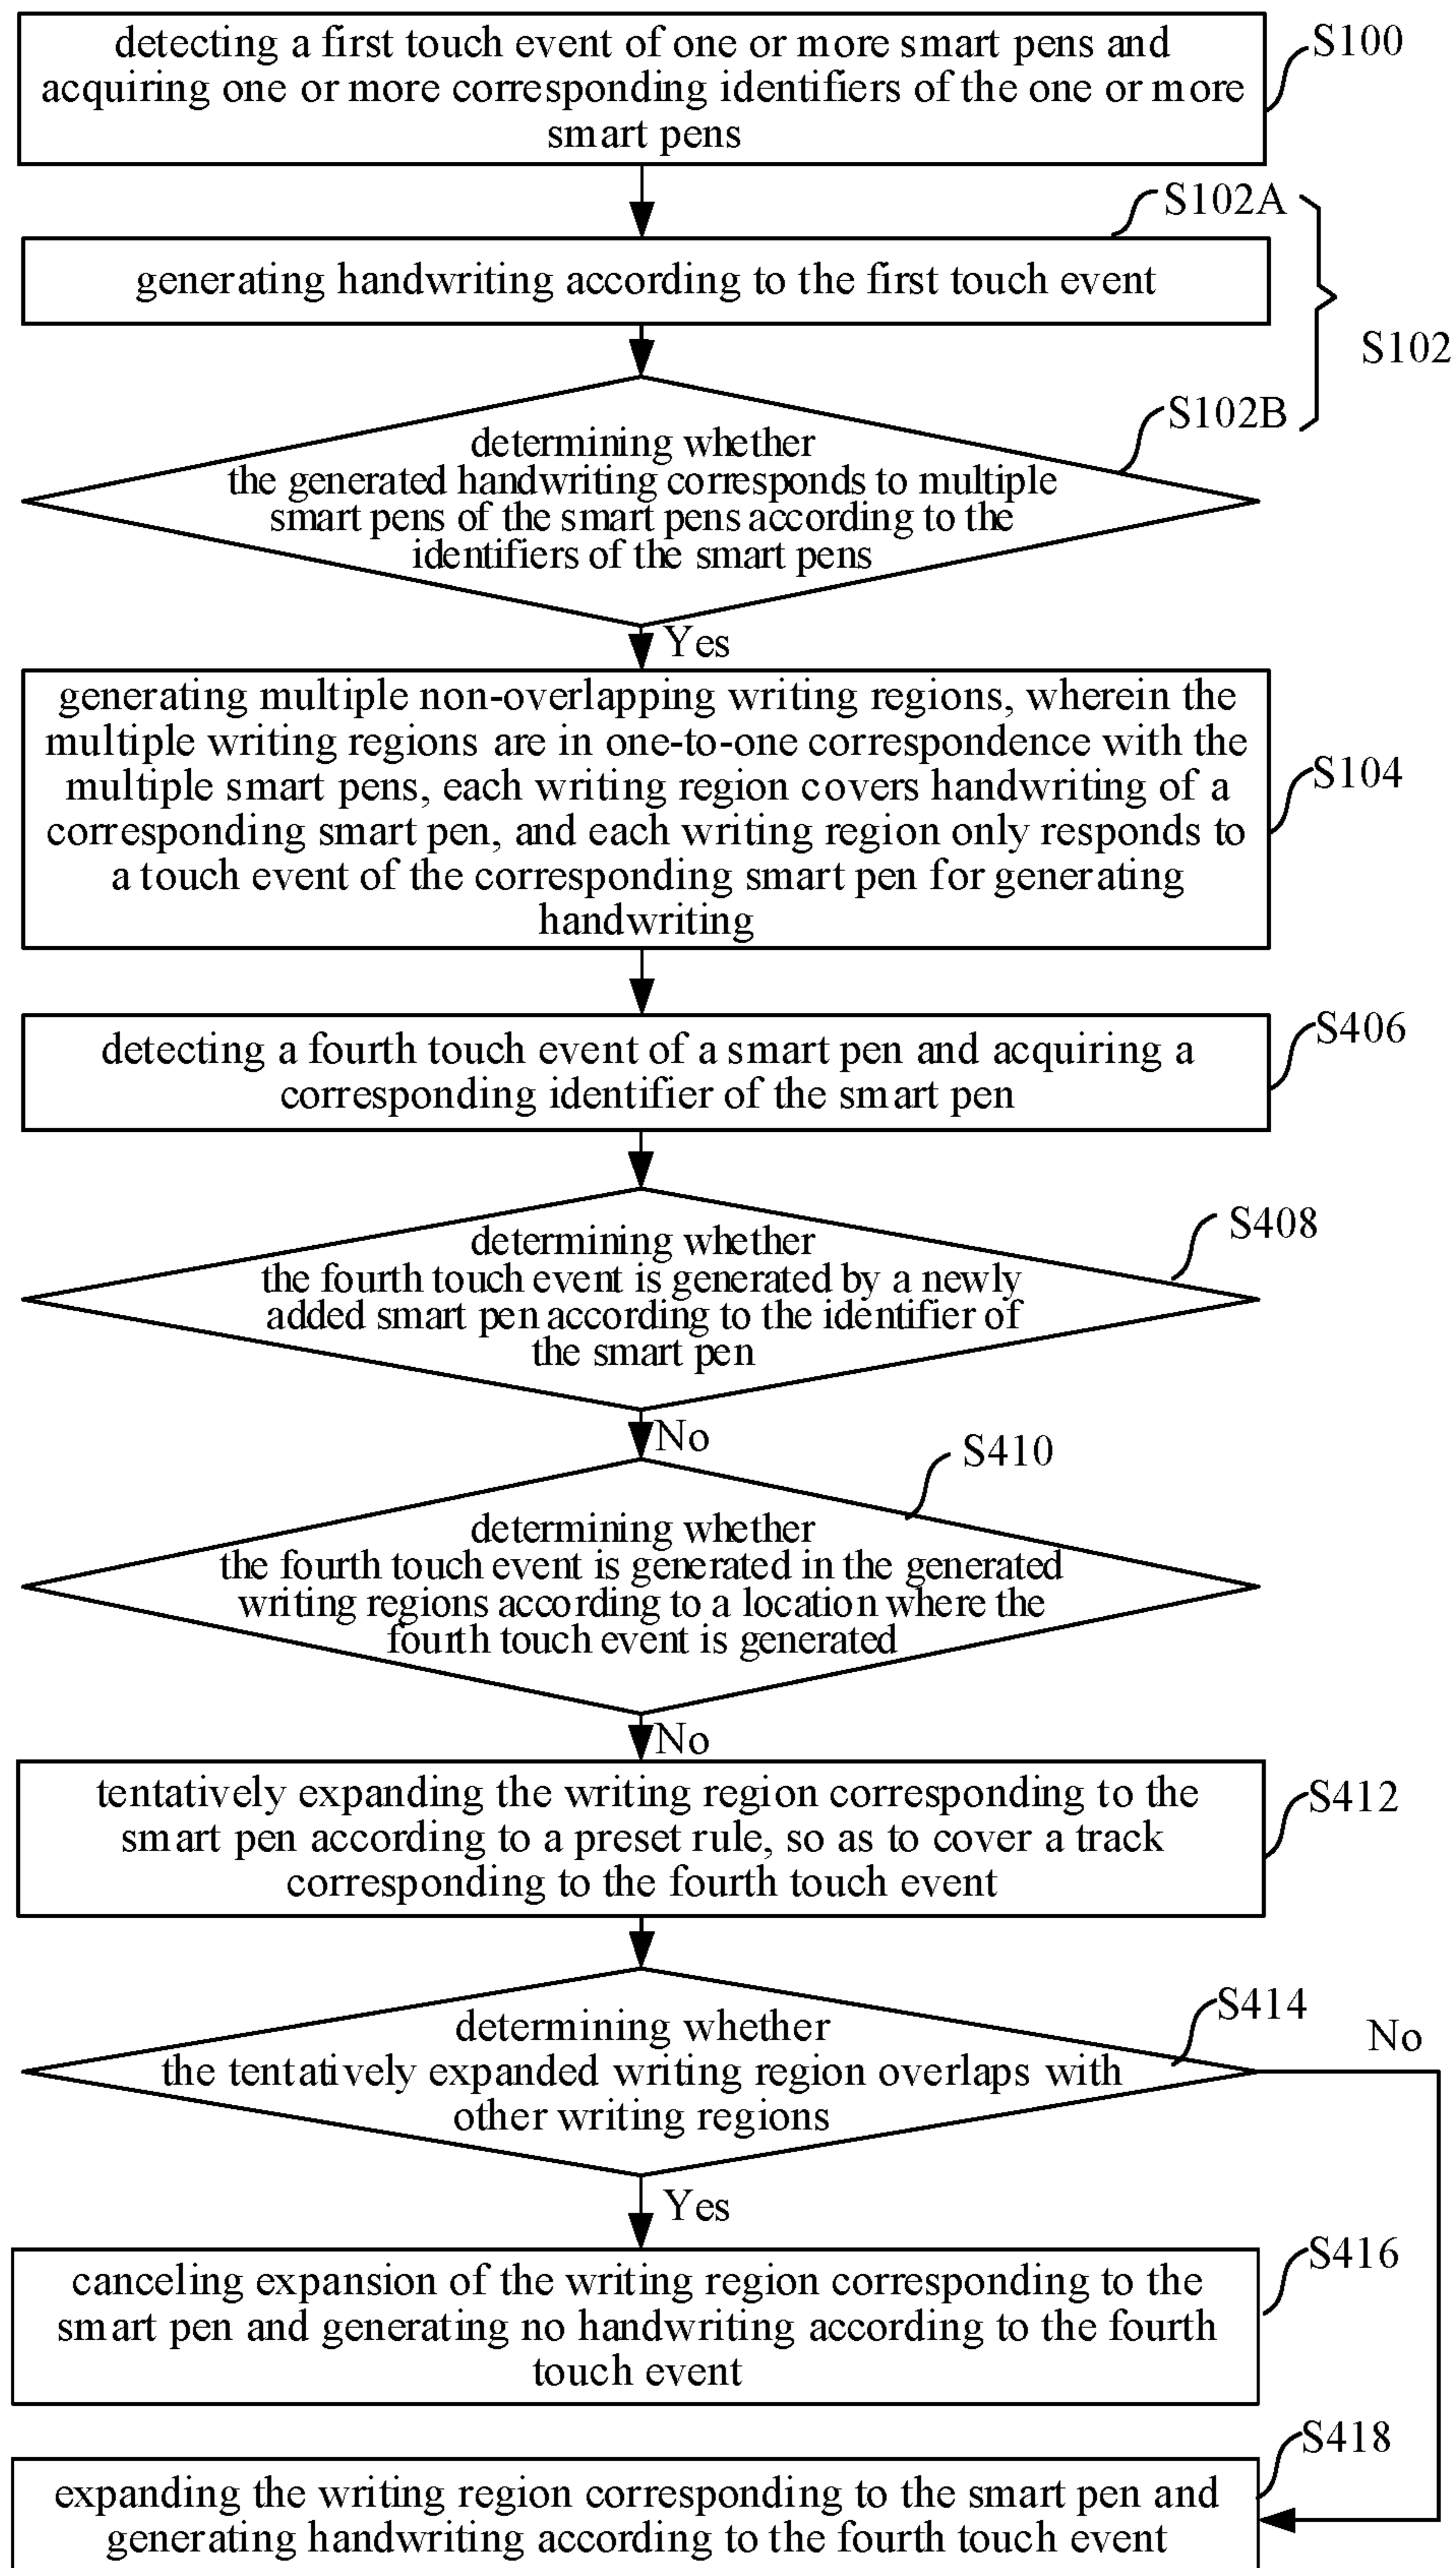 detecting a first touch event of one or more smart pens and
acquiring one or more corresponding identifiers of the one or more
smart pens
S100
S102A
generating handwriting according to the first touch event
S102
S102B
determining whether
the generated handwriting corresponds to multiple
smart pens of the smart pens according to the
identifiers of the smart pens
Yes
generating multiple non-overlapping writing regions, wherein the
multiple writing regions are in one-to-one correspondence with the
multiple smart pens, each writing region covers handwriting of a
corresponding smart pen, and each writing region only responds to
a touch event of the corresponding smart pen for generating
handwriting
S104
detecting a fourth touch event of a smart pen and acquiring a
corresponding identifier of the smart pen
S406
determining whether
the fourth touch event is generated by a newly
added smart pen according to the identifier of
the smart pen
S408
No
S410
determining whether
the fourth touch event is generated in the generated
writing regions according to a location where the
fourth touch event is generated
No
tentatively expanding the writing region corresponding to the
smart pen according to a preset rule, so as to cover a track
corresponding to the fourth touch event
S412
determining whether
the tentatively expanded writing region overlaps with
other writing regions
S414
No
Yes
canceling expansion of the writing region corresponding to the
smart pen and generating no handwriting according to the fourth
touch event
S416
expanding the writing region corresponding to the smart pen and
generating handwriting according to the fourth touch event
S418